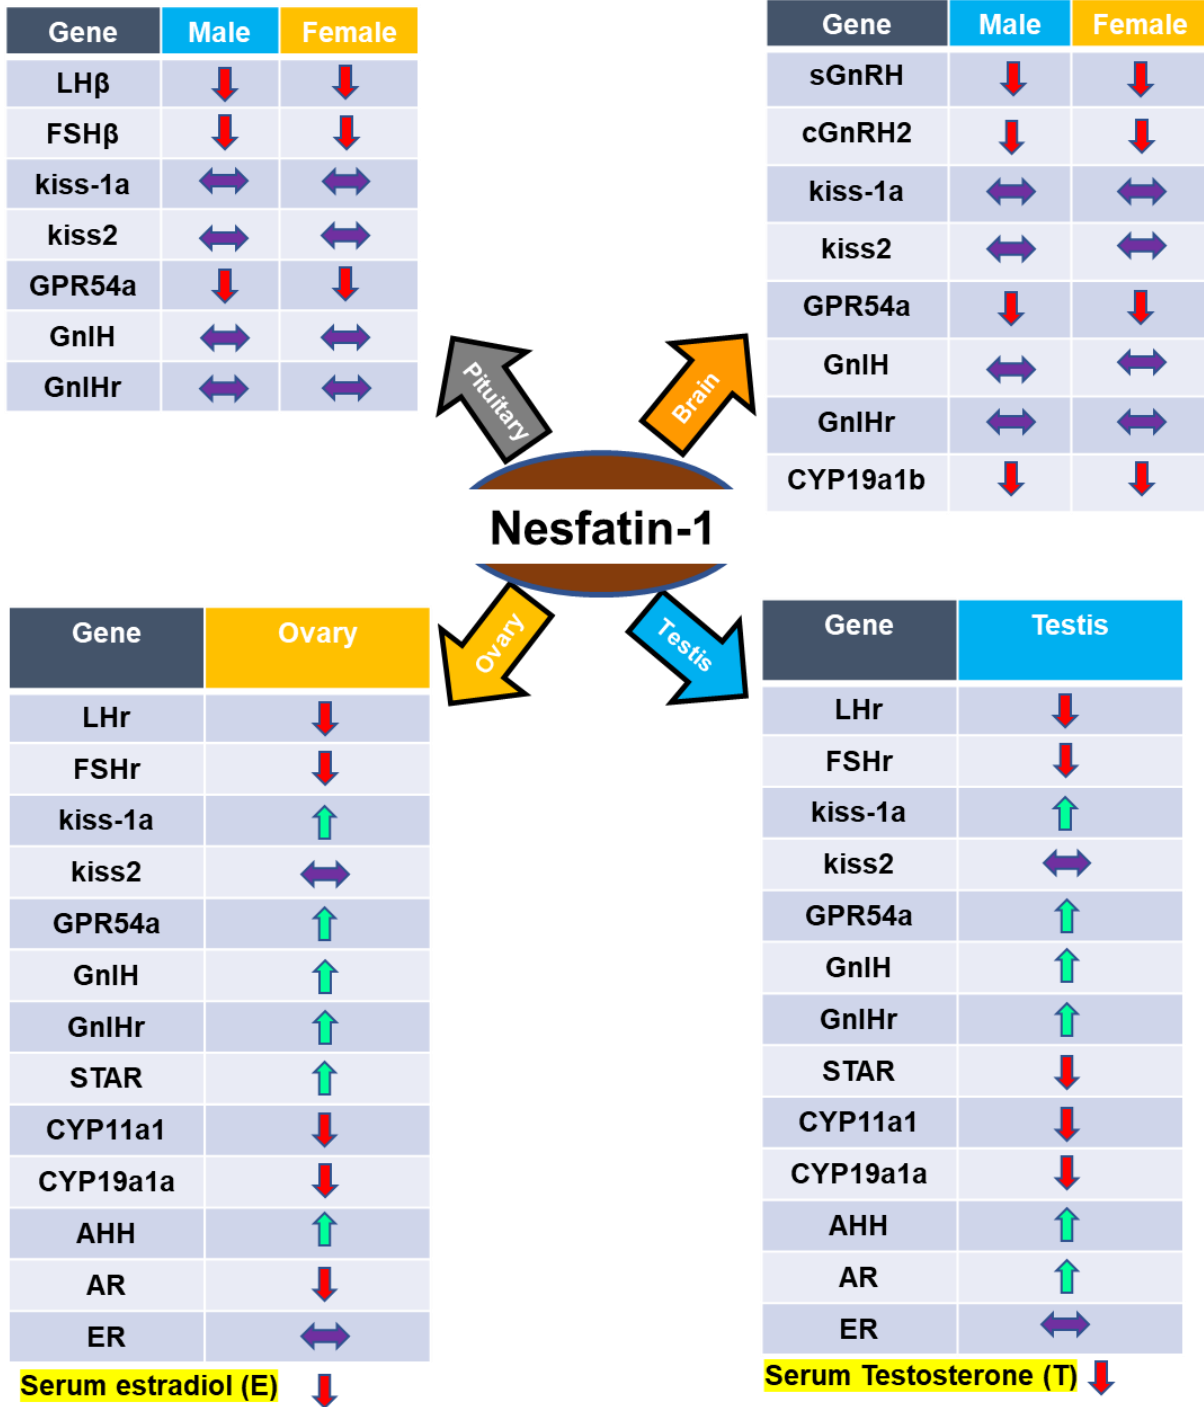 Gene Male Female
LHβ
FSHβ
kiss-1a
kiss2
GPR54a
GnIH
GnIHr
Gene Male Female
sGnRH
cGnRH2
kiss-1a
kiss2
GPR54a
GnIH
GnIHr
CYP19a1b
Pituitary
Brain
Nesfatin-1
Ovary
Testis
Gene Ovary
LHr
FSHr
kiss-1a
kiss2
GPR54a
GnIH
GnIHr
STAR
CYP11a1
CYP19a1a
AHH
AR
ER
Serum estradiol (E)
Gene Testis
LHr
FSHr
kiss-1a
kiss2
GPR54a
GnIH
GnIHr
STAR
CYP11a1
CYP19a1a
AHH
AR
ER
Serum Testosterone (T)